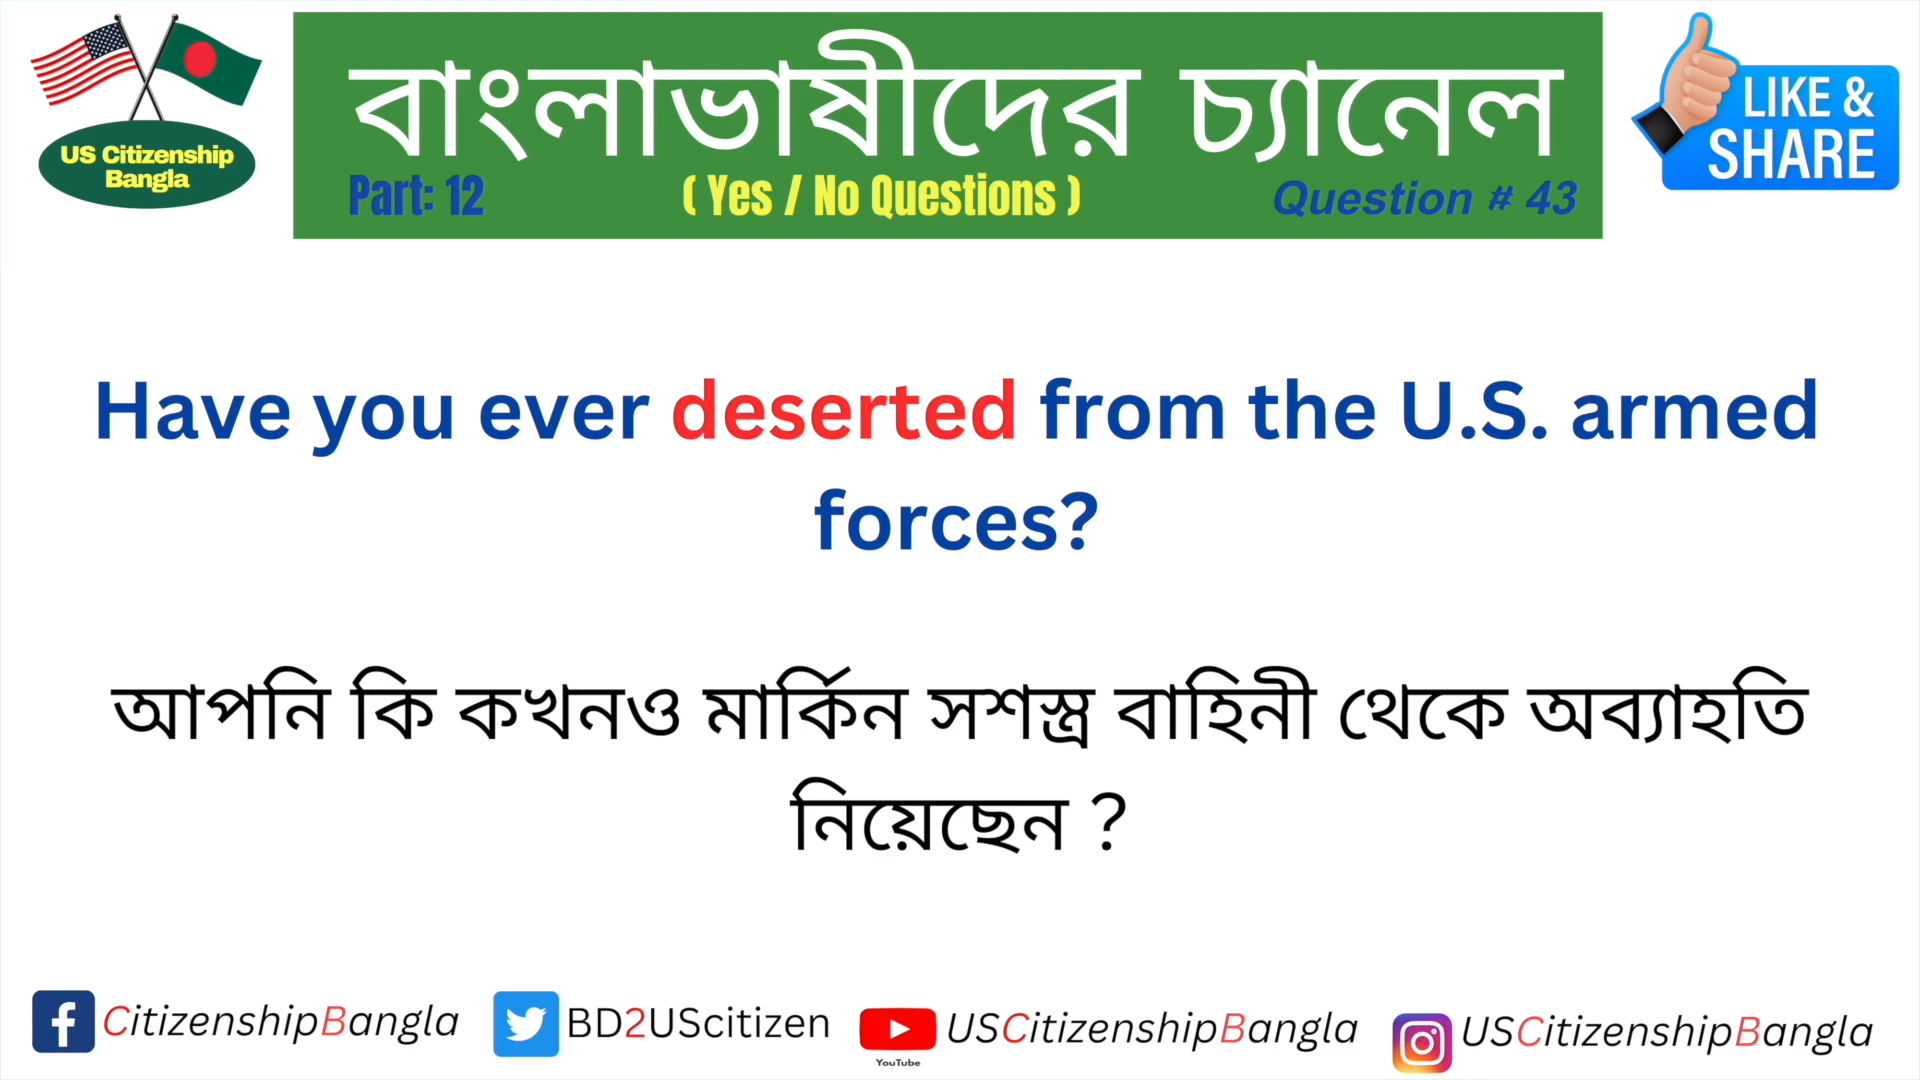 US Citizenship
Bangla
বাংলাভাষীদের চ্যানেল
Part: 12
( Yes / No Questions )
Question # 43
LIKE &
SHARE
Have you ever deserted from the U.S. armed
forces?
আপনি কি কখনও মার্কিন সশস্ত্র বাহিনী থেকে অব্যাহতি
নিয়েছেন ?
CitizenshipBangla
BD2UScitizen
YouTube
USCitizenshipBangla
USCitizenshipBangla